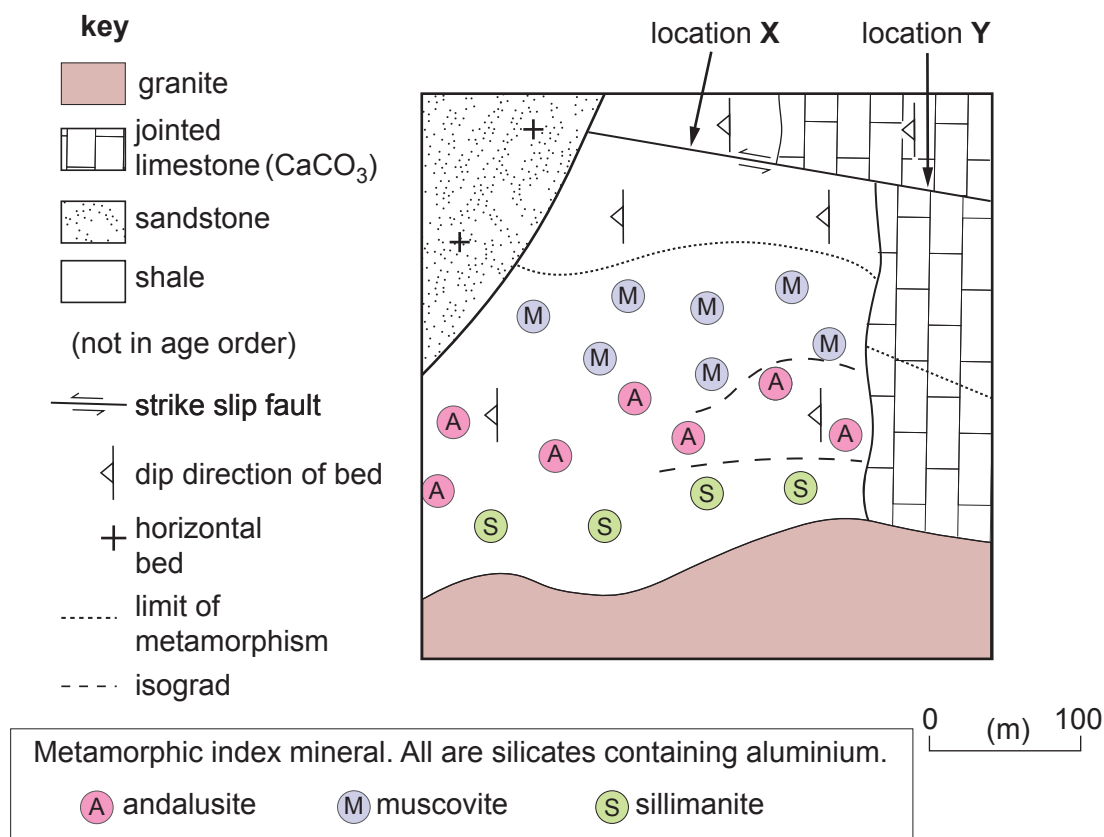 key
granite
jointed
limestone (CaCO₃)
sandstone
shale
(not in age order)
strike slip fault
dip direction of bed
horizontal
bed
limit of
metamorphism
isograd
location X
location Y
M
M
M
M
M
M
M
A
A
A
A
A
A
A
S
S
S
S
0
(m)
100
Metamorphic index mineral. All are silicates containing aluminium.
A andalusite
M muscovite
S sillimanite